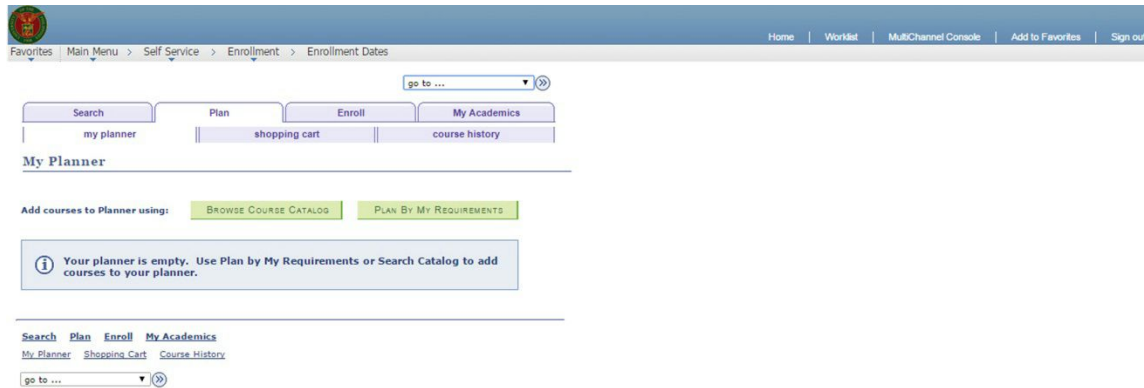 Home | Worklist | MultiChannel Console | Add to Favorites | Sign out
Favorites | Main Menu > Self Service > Enrollment > Enrollment Dates
go to ...
Search Plan Enroll My Academics
my planner shopping cart course history
My Planner
Add courses to Planner using: BROWSE COURSE CATALOG PLAN BY MY REQUIREMENTS
Your planner is empty. Use Plan by My Requirements or Search Catalog to add
courses to your planner.
Search Plan Enroll My Academics
My Planner Shopping Cart Course History
go to ...